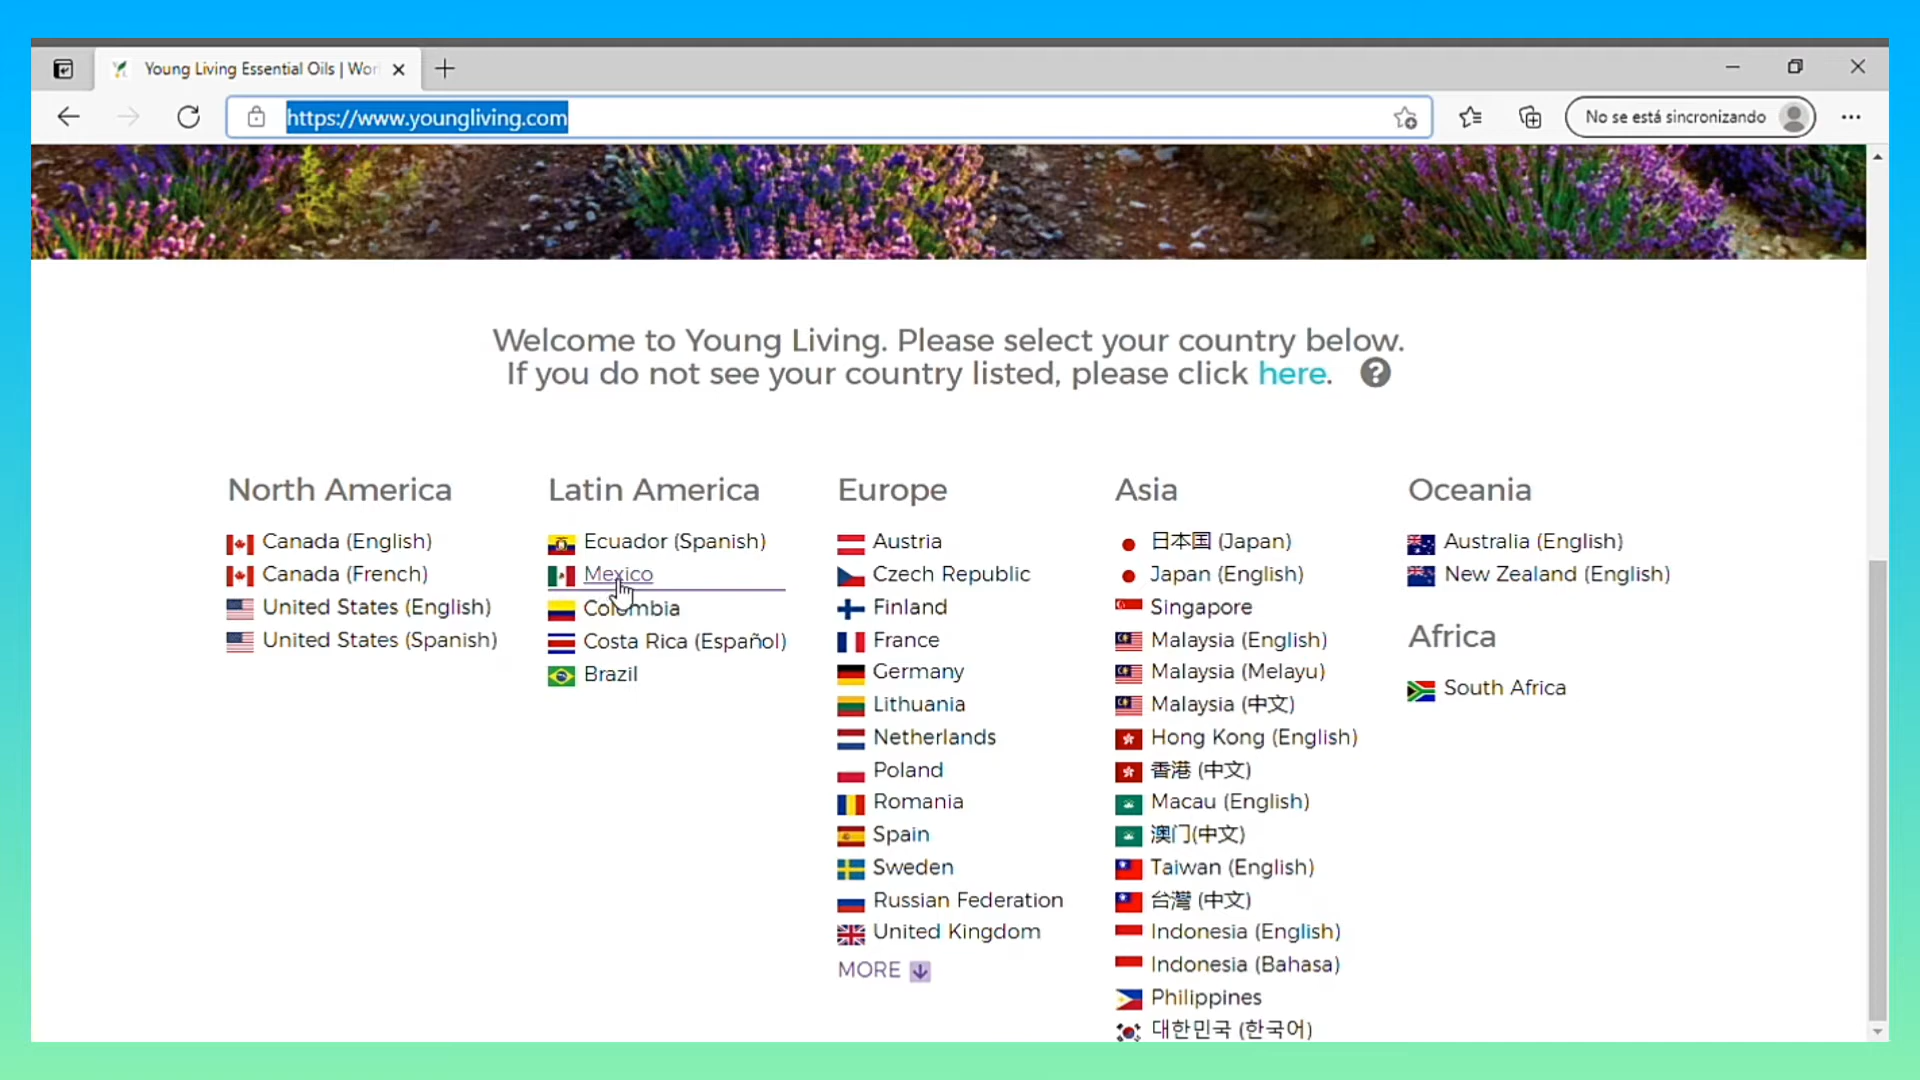 Young Living Essential Oils | Wor
https://www.youngliving.com
No se está sincronizando
Welcome to Young Living. Please select your country below.
If you do not see your country listed, please click here.
North America
Canada (English)
Canada (French)
United States (English)
United States (Spanish)
Latin America
Ecuador (Spanish)
Mexico
Colombia
Costa Rica (Español)
Brazil
Europe
Austria
Czech Republic
Finland
France
Germany
Lithuania
Netherlands
Poland
Romania
Spain
Sweden
Russian Federation
United Kingdom
MORE
Asia
日本国 (Japan)
Japan (English)
Singapore
Malaysia (English)
Malaysia (Melayu)
Malaysia (中文)
Hong Kong (English)
香港 (中文)
Macau (English)
澳门(中文)
Taiwan (English)
台灣 (中文)
Indonesia (English)
Indonesia (Bahasa)
Philippines
대한민국 (한국어)
Oceania
Australia (English)
New Zealand (English)
Africa
South Africa